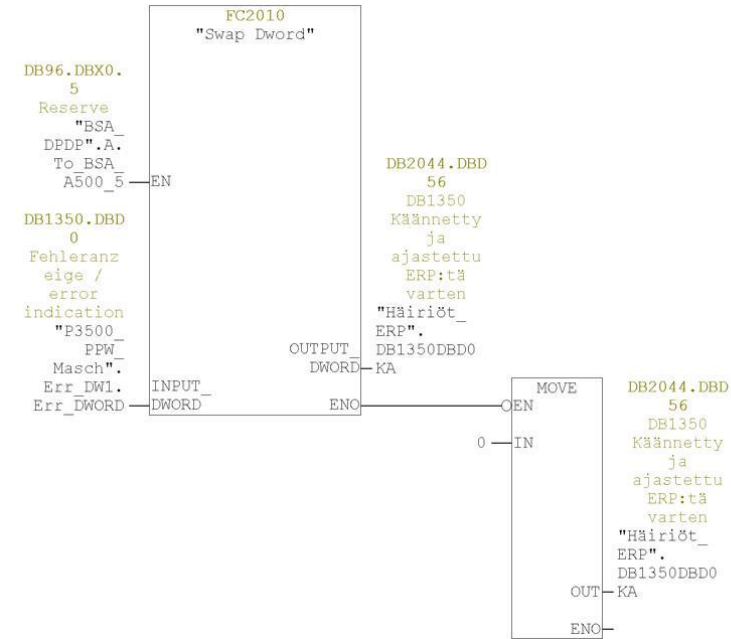 FC2010
"Swap Dword"
DB96.DBX0.
5
Reserve
"BSA_
DPDP".A.
To_BSA_
A500_5
EN
DB1350.DBD
0
Fehleranz
eige /
error
indication
"P3500_
PPW_
Masch".
Err_DW1.
Err_DWORD
INPUT_
DWORD
DB2044.DBD
56
DB1350
Käännetty
ja
ajastettu
ERP:tä
varten
"Häiriöt_
ERP".
DB1350DBD0
KA
OUTPUT_
DWORD
ENO
MOVE
EN
0
IN
DB2044.DBD
56
DB1350
Käännetty
ja
ajastettu
ERP:tä
varten
"Häiriöt_
ERP".
DB1350DBD0
KA
OUT
ENO